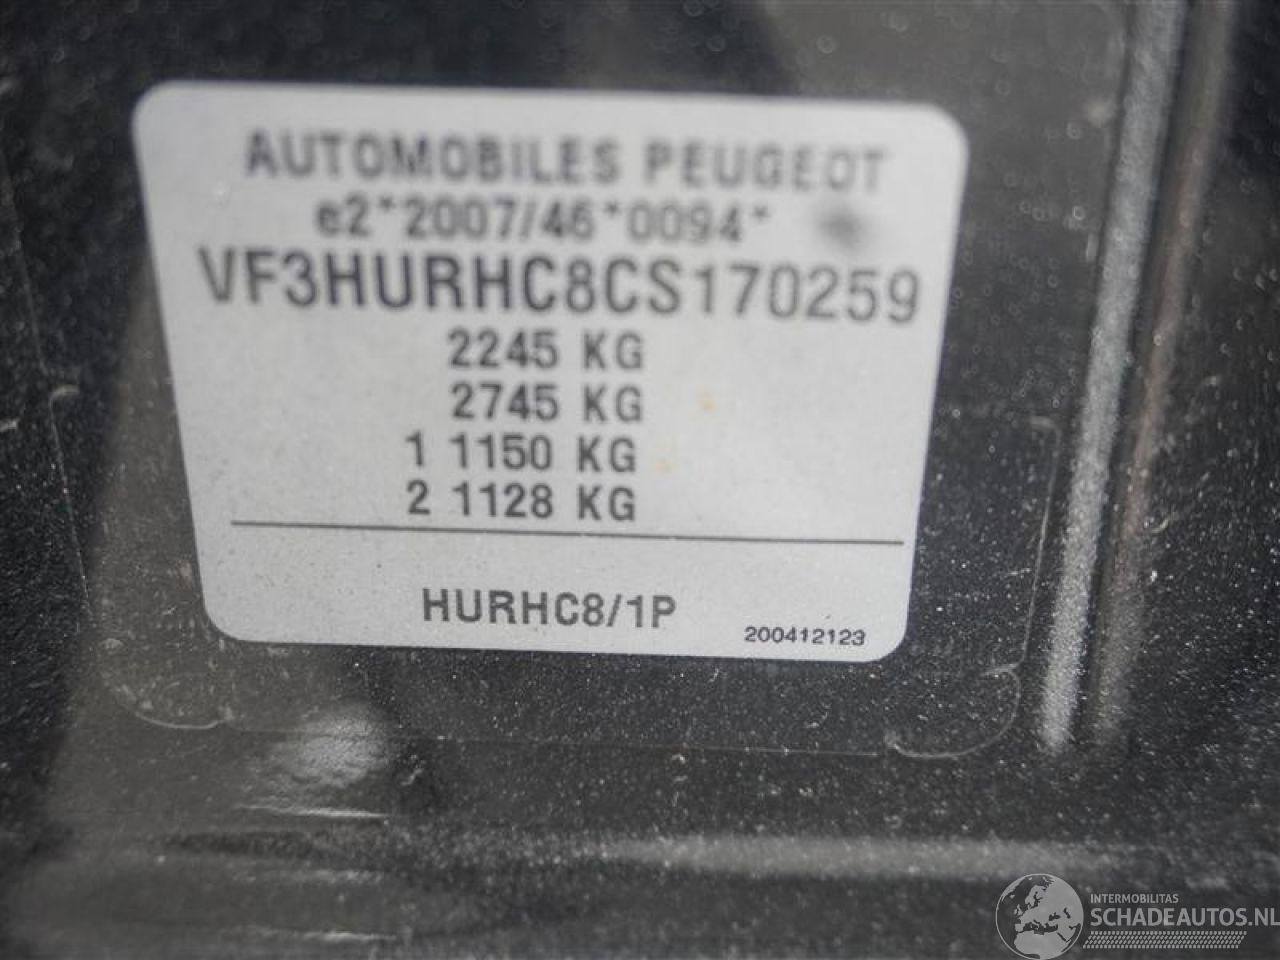 AUTOMOBILES PEUGEOT
e2*2007/46*0094*
VF3HURHC8CS170259
2245 KG
2745 KG
1 1150 KG
2 1128 KG
HURHC8/1P
200412123
INTERMOBILITAS
SCHADEAUTOS.NL